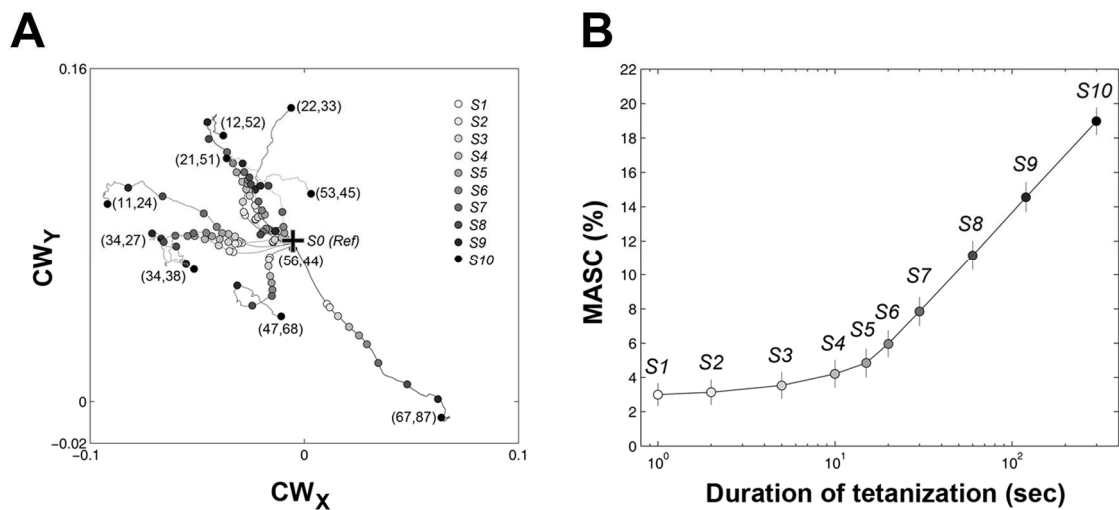 A
0.16
CW_Y
0
−0.02
−0.1
0
0.1
CW_X
(22,33)
(12,52)
(21,51)
(53,45)
(11,24)
(34,27)
(34,38)
S0 (Ref)
(56,44)
(47,68)
(67,87)
S1
S2
S3
S4
S5
S6
S7
S8
S9
S10
B
MASC (%)
22
20
18
16
14
12
10
8
6
4
2
0
S1
S2
S3
S4
S5
S6
S7
S8
S9
S10
10^0
10^1
10^2
Duration of tetanization (sec)